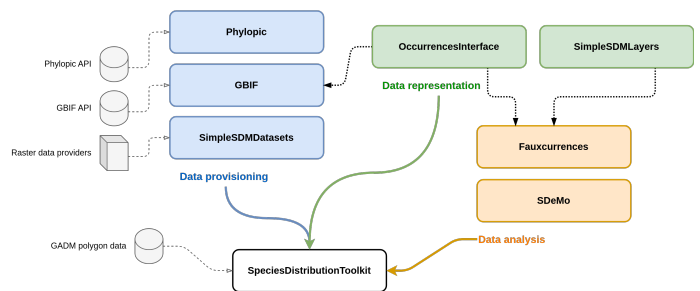 Phylopic
OccurrencesInterface
SimpleSDMLayers
Phylopic API
GBIF
Data representation
GBIF API
SimpleSDMDatasets
Raster data providers
Fauxcurrences
Data provisioning
SDeMo
Data analysis
GADM polygon data
SpeciesDistributionToolkit